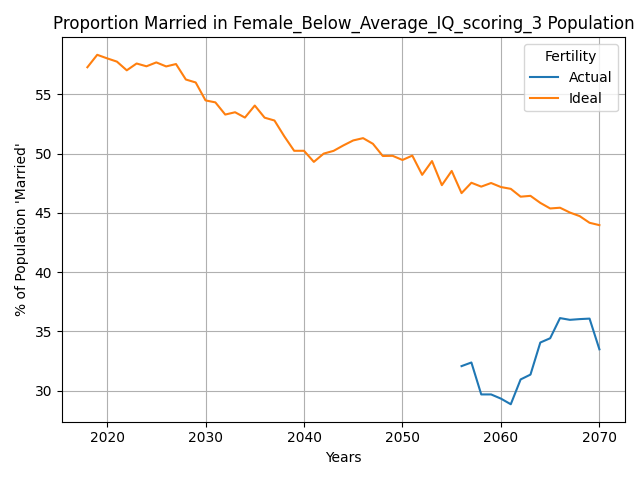 Proportion Married in Female_Below_Average_IQ_scoring_3 Population
Fertility
Actual
Ideal
% of Population 'Married'
55
50
45
40
35
30
2020 2030 2040 2050 2060 2070
Years